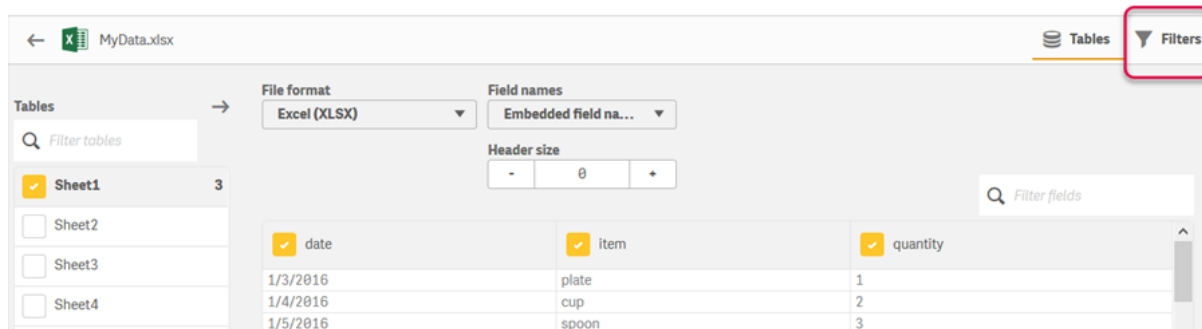 MyData.xlsx
Tables
Filters
Tables
Filter tables
Sheet1 3
Sheet2
Sheet3
Sheet4
File format
Excel (XLSX)
Field names
Embedded field na...
Header size
- 0 +
Filter fields
date item quantity
1/3/2016 plate 1
1/4/2016 cup 2
1/5/2016 spoon 3